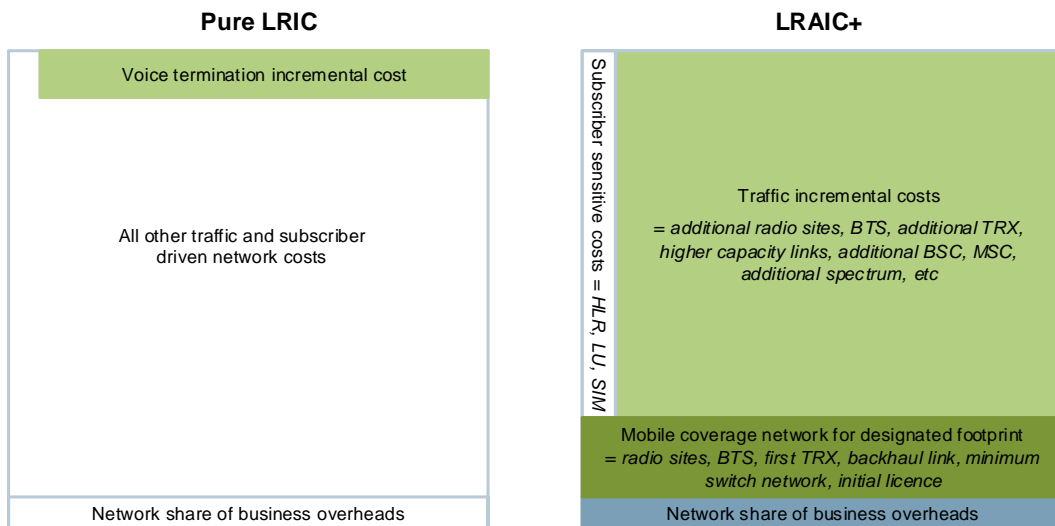 Pure LRIC
Voice termination incremental cost
All other traffic and subscriber
driven network costs
Network share of business overheads
LRAIC+
Subscriber sensitive costs = HLR, LU, SIM
Traffic incremental costs
= additional radio sites, BTS, additional TRX,
higher capacity links, additional BSC, MSC,
additional spectrum, etc
Mobile coverage network for designated footprint
= radio sites, BTS, first TRX, backhaul link, minimum
switch network, initial licence
Network share of business overheads